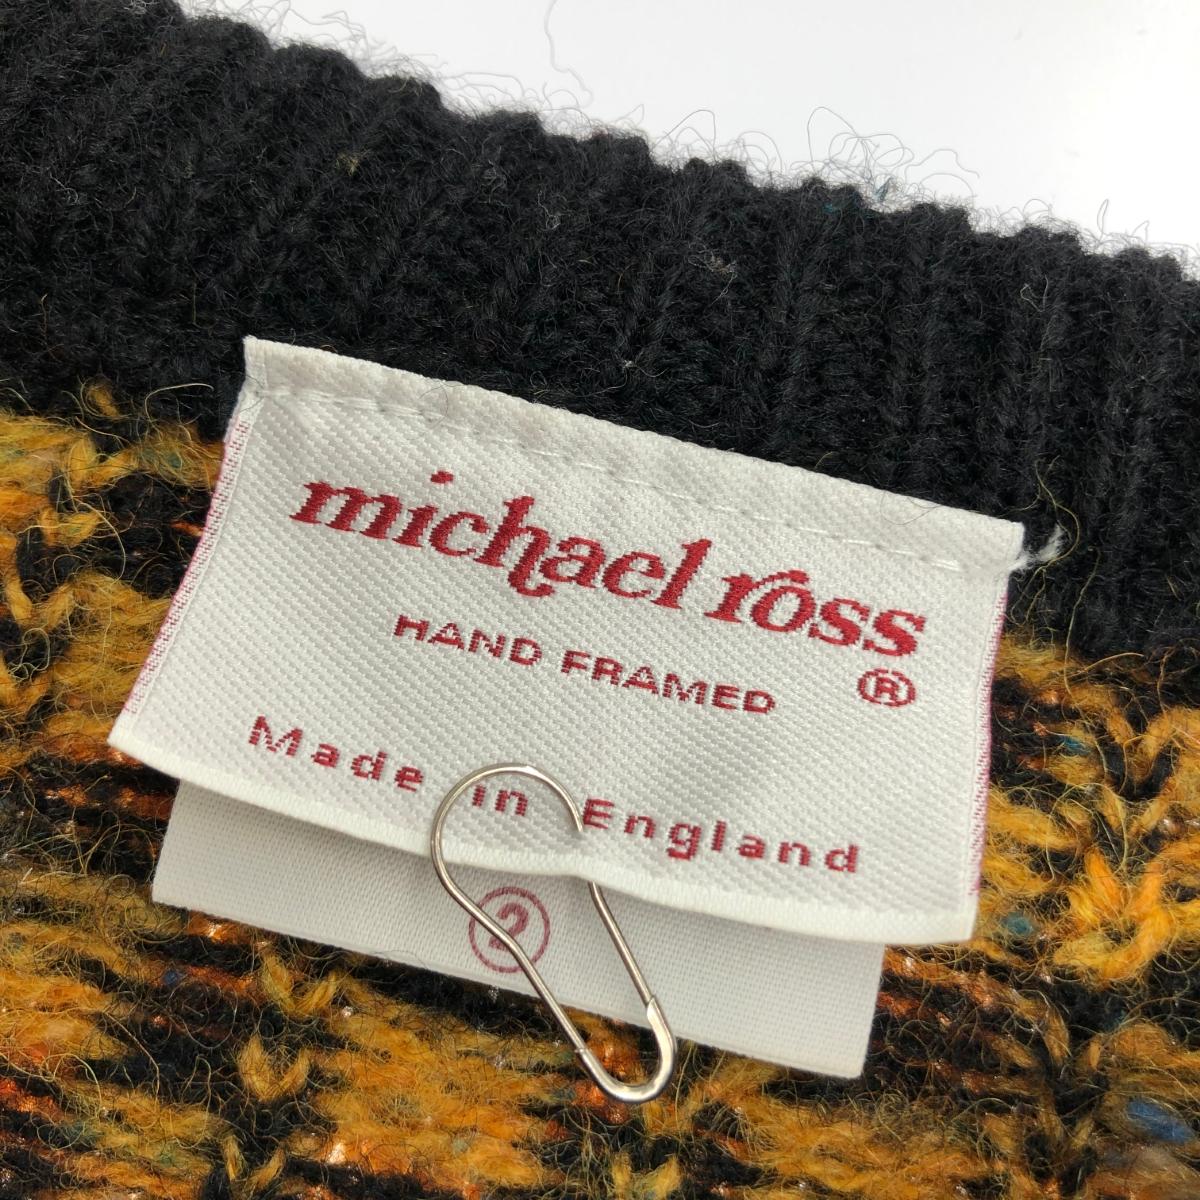 michael ross
HAND FRAMED ®
Made in England
2